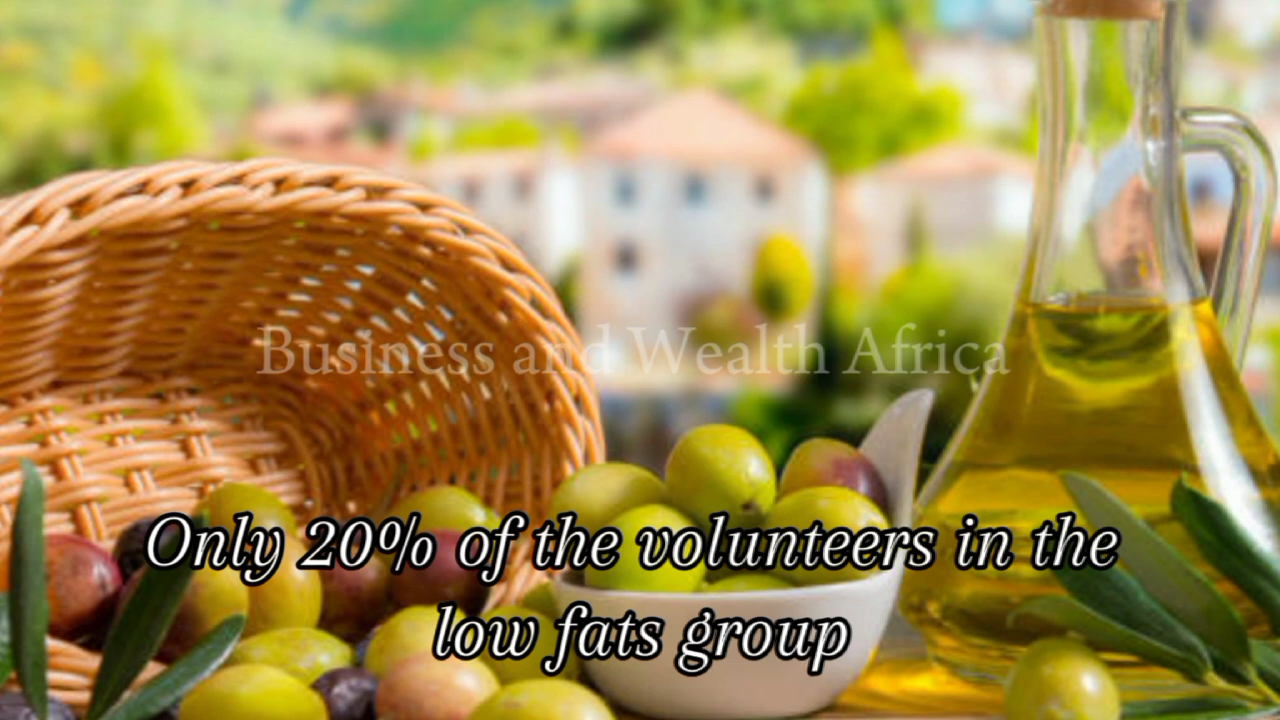 Business and Wealth Africa
Only 20% of the volunteers in the
low fats group